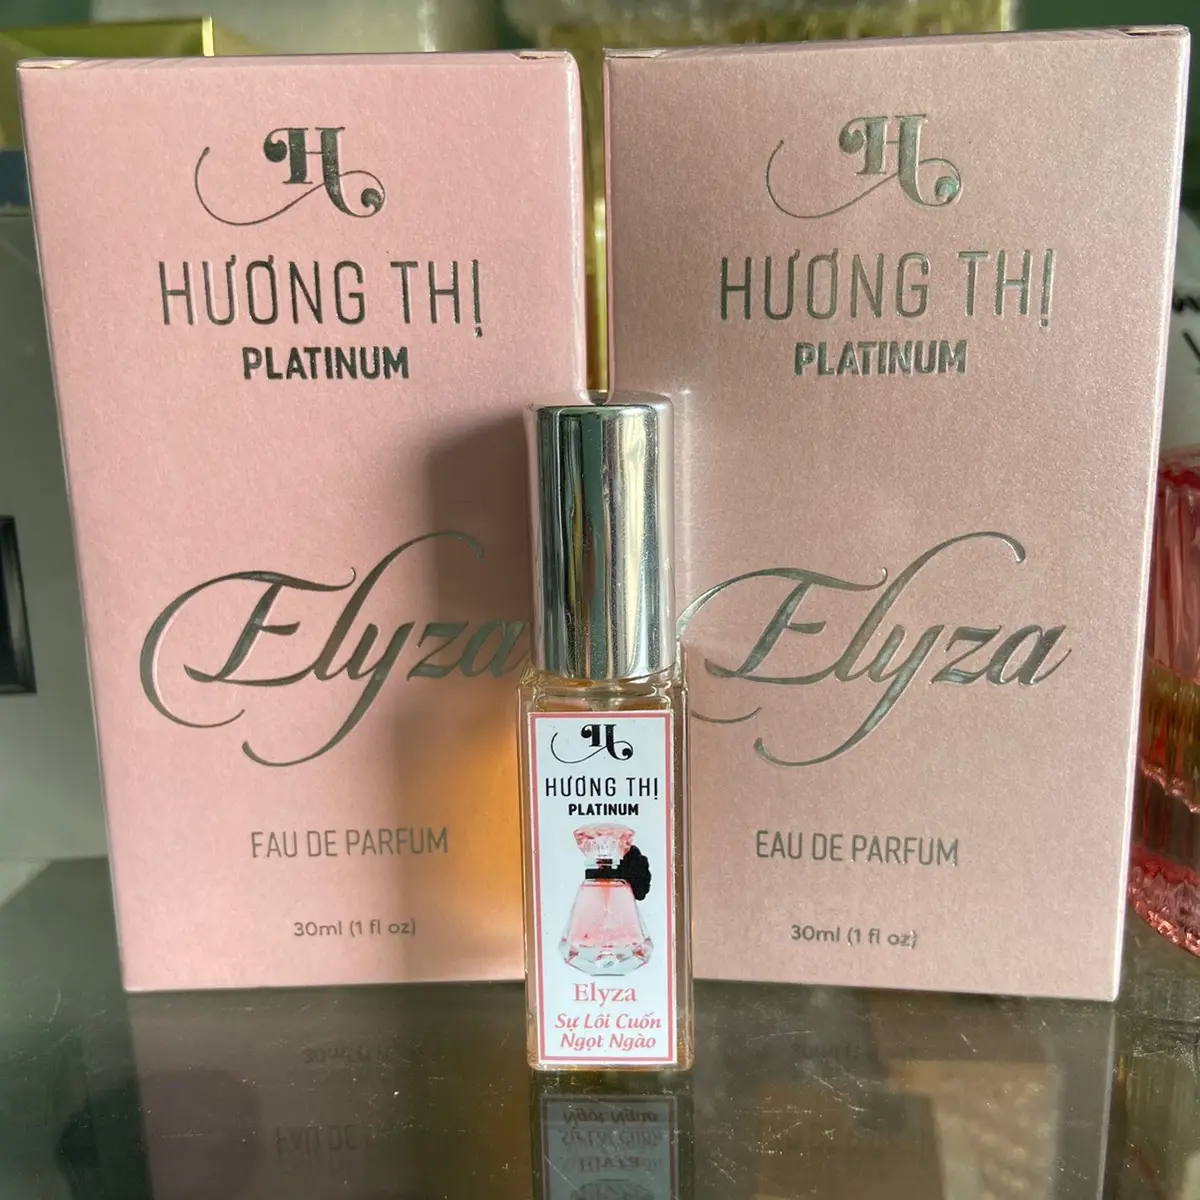 H
HƯƠNG THỊ
PLATINUM
Elyza
EAU DE PARFUM
30ml (1 fl oz)
H
HƯƠNG THỊ
PLATINUM
Elyza
EAU DE PARFUM
30ml (1 fl oz)
H
HƯƠNG THỊ
PLATINUM
Elyza
Sự Lôi Cuốn
Ngọt Ngào